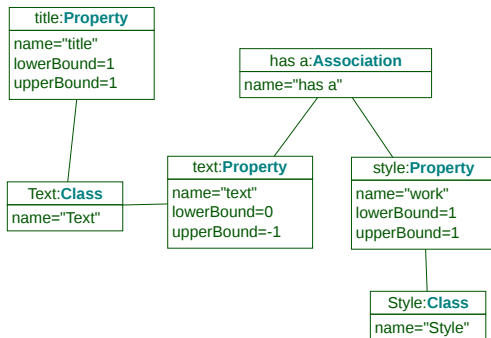 title:Property
name="title"
lowerBound=1
upperBound=1
has a:Association
name="has a"
text:Property
name="text"
lowerBound=0
upperBound=-1
style:Property
name="work"
lowerBound=1
upperBound=1
Text:Class
name="Text"
Style:Class
name="Style"